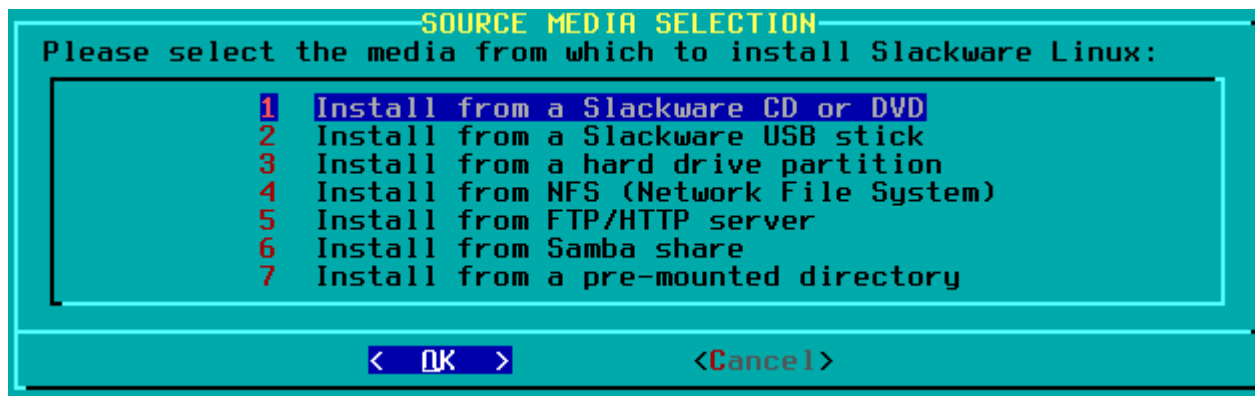 SOURCE MEDIA SELECTION
Please select the media from which to install Slackware Linux:
1 Install from a Slackware CD or DVD
2 Install from a Slackware USB stick
3 Install from a hard drive partition
4 Install from NFS (Network File System)
5 Install from FTP/HTTP server
6 Install from Samba share
7 Install from a pre-mounted directory
< OK > <Cancel>